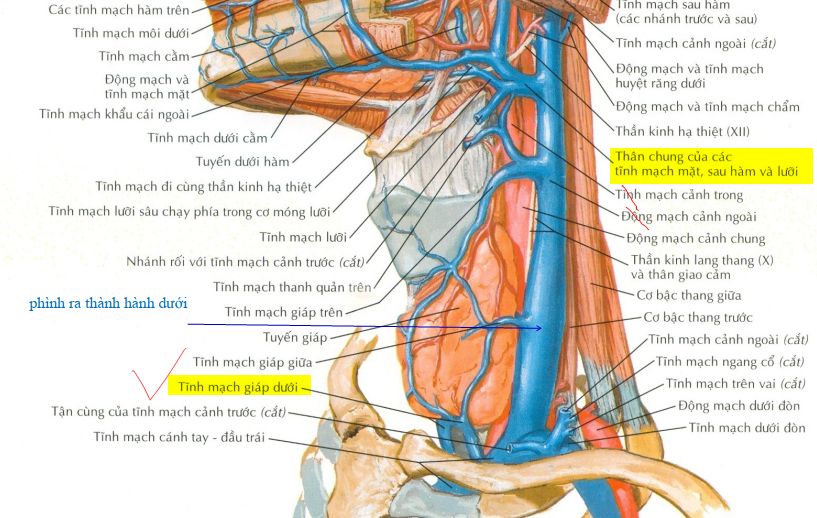 Các tĩnh mạch hàm trên
Tĩnh mạch môi dưới
Tĩnh mạch cằm
Động mạch và
tĩnh mạch mặt
Tĩnh mạch khẩu cái ngoài
Tĩnh mạch dưới cằm
Tuyến dưới hàm
Tĩnh mạch đi cùng thần kinh hạ thiệt
Tĩnh mạch lưỡi sâu chạy phía trong cơ móng lưỡi
Tĩnh mạch lưỡi
Nhánh rối với tĩnh mạch cảnh trước (cắt)
Tĩnh mạch thanh quản trên
phình ra thành hành dưới
Tĩnh mạch giáp trên
Tuyến giáp
Tĩnh mạch giáp giữa
Tĩnh mạch giáp dưới
Tận cùng của tĩnh mạch cảnh trước (cắt)
Tĩnh mạch cánh tay - đầu trái
Tĩnh mạch sau hàm
(các nhánh trước và sau)
Tĩnh mạch cảnh ngoài (cắt)
Động mạch và tĩnh mạch
huyệt răng dưới
Động mạch và tĩnh mạch chẩm
Thần kinh hạ thiệt (XII)
Thân chung của các
tĩnh mạch mặt, sau hàm và lưỡi
Tĩnh mạch cảnh trong
Động mạch cảnh ngoài
Động mạch cảnh chung
Thần kinh lang thang (X)
và thân giao cảm
Cơ bậc thang giữa
Cơ bậc thang trước
Tĩnh mạch cảnh ngoài (cắt)
Tĩnh mạch ngang cổ (cắt)
Tĩnh mạch trên vai (cắt)
Động mạch dưới đòn
Tĩnh mạch dưới đòn